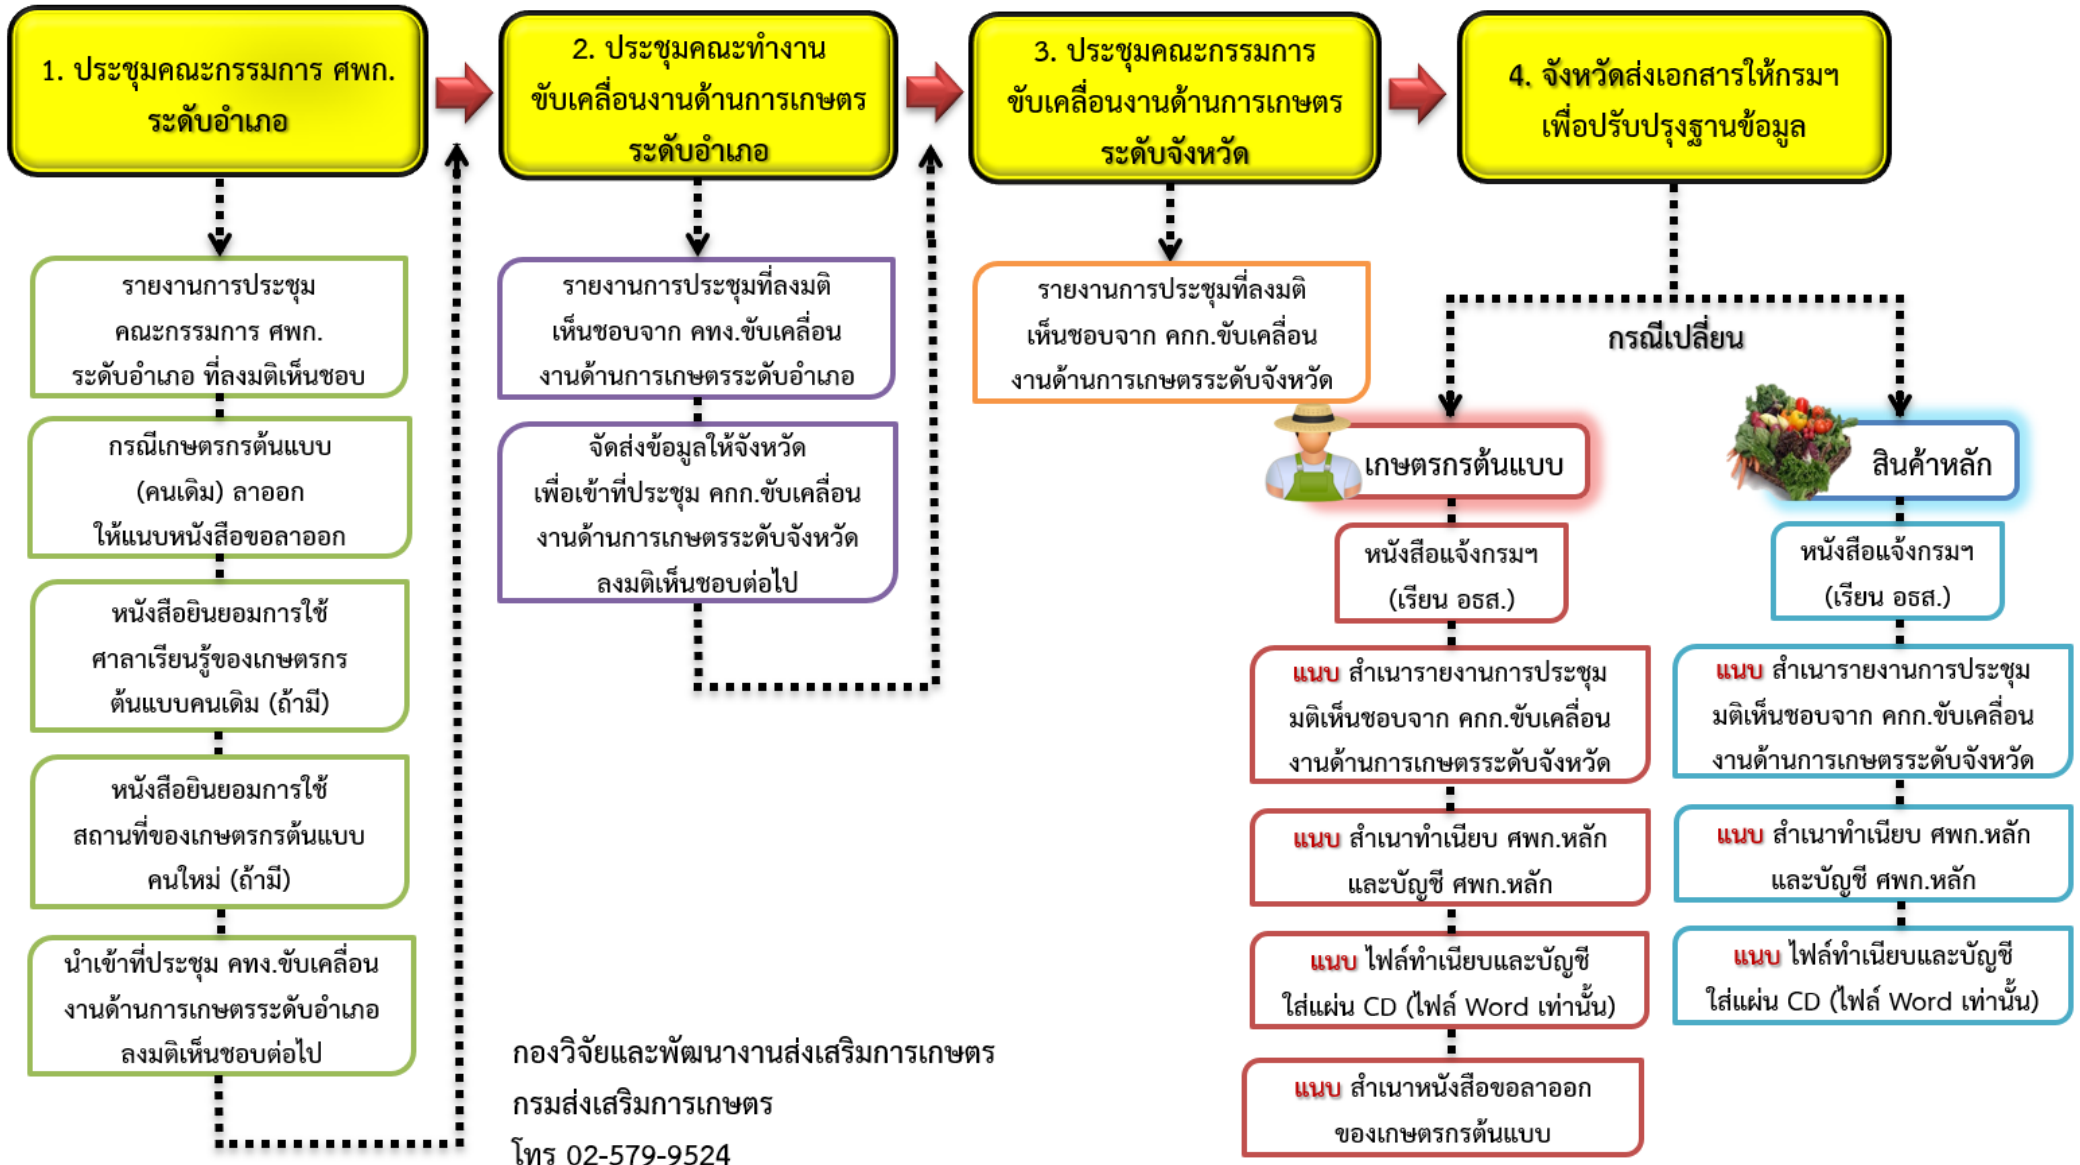 1. ประชุมคณะกรรมการ ศพก.
ระดับอำเภอ
2. ประชุมคณะทำงาน
ขับเคลื่อนงานด้านการเกษตร
ระดับอำเภอ
3. ประชุมคณะกรรมการ
ขับเคลื่อนงานด้านการเกษตร
ระดับจังหวัด
4. จังหวัดส่งเอกสารให้กรมฯ
เพื่อปรับปรุงฐานข้อมูล
รายงานการประชุม
คณะกรรมการ ศพก.
ระดับอำเภอ ที่ลงมติเห็นชอบ
กรณีเกษตรกรต้นแบบ
(คนเดิม) ลาออก
ให้แนบหนังสือขอลาออก
หนังสือยินยอมการใช้
ศาลาเรียนรู้ของเกษตรกร
ต้นแบบคนเดิม (ถ้ามี)
หนังสือยินยอมการใช้
สถานที่ของเกษตรกรต้นแบบ
คนใหม่ (ถ้ามี)
นำเข้าที่ประชุม คทง.ขับเคลื่อน
งานด้านการเกษตรระดับอำเภอ
ลงมติเห็นชอบต่อไป
รายงานการประชุมที่ลงมติ
เห็นชอบจาก คทง.ขับเคลื่อน
งานด้านการเกษตรระดับอำเภอ
จัดส่งข้อมูลให้จังหวัด
เพื่อเข้าที่ประชุม คกก.ขับเคลื่อน
งานด้านการเกษตรระดับจังหวัด
ลงมติเห็นชอบต่อไป
รายงานการประชุมที่ลงมติ
เห็นชอบจาก คกก.ขับเคลื่อน
งานด้านการเกษตรระดับจังหวัด
กรณีเปลี่ยน
เกษตรกรต้นแบบ
หนังสือแจ้งกรมฯ
(เรียน อธส.)
แนบ สำเนารายงานการประชุม
มติเห็นชอบจาก คกก.ขับเคลื่อน
งานด้านการเกษตรระดับจังหวัด
แนบ สำเนาทำเนียบ ศพก.หลัก
และบัญชี ศพก.หลัก
แนบ ไฟล์ทำเนียบและบัญชี
ใส่แผ่น CD (ไฟล์ Word เท่านั้น)
แนบ สำเนาหนังสือขอลาออก
ของเกษตรกรต้นแบบ
สินค้าหลัก
หนังสือแจ้งกรมฯ
(เรียน อธส.)
แนบ สำเนารายงานการประชุม
มติเห็นชอบจาก คกก.ขับเคลื่อน
งานด้านการเกษตรระดับจังหวัด
แนบ สำเนาทำเนียบ ศพก.หลัก
และบัญชี ศพก.หลัก
แนบ ไฟล์ทำเนียบและบัญชี
ใส่แผ่น CD (ไฟล์ Word เท่านั้น)
กองวิจัยและพัฒนางานส่งเสริมการเกษตร
กรมส่งเสริมการเกษตร
โทร 02-579-9524